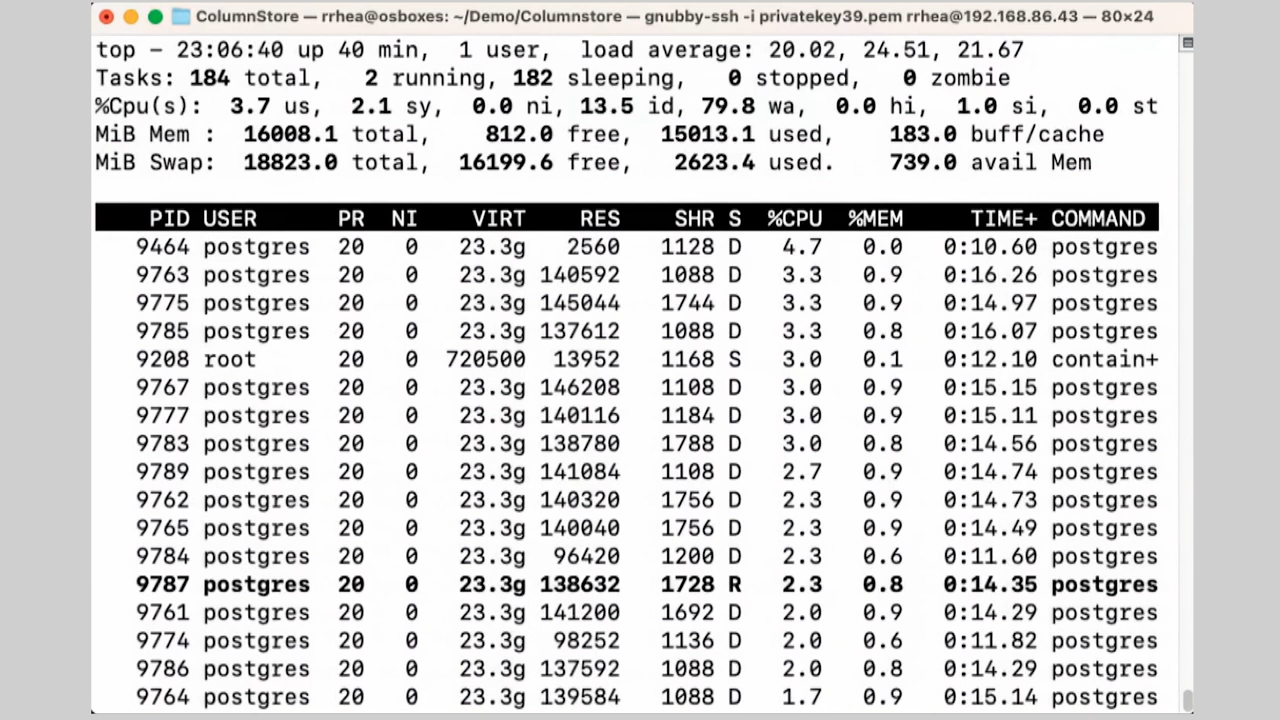 ColumnStore — rrhea@osboxes: ~/Demo/Columnstore — gnubby-ssh -i privatekey39.pem rrhea@192.168.86.43 — 80×24
top - 23:06:40 up 40 min,  1 user,  load average: 20.02, 24.51, 21.67
Tasks: 184 total,   2 running, 182 sleeping,   0 stopped,   0 zombie
%Cpu(s):  3.7 us,  2.1 sy,  0.0 ni, 13.5 id, 79.8 wa,  0.0 hi,  1.0 si,  0.0 st
MiB Mem :  16008.1 total,    812.0 free,  15013.1 used,    183.0 buff/cache
MiB Swap:  18823.0 total,  16199.6 free,   2623.4 used.    739.0 avail Mem
PID USER      PR  NI    VIRT    RES    SHR S  %CPU  %MEM     TIME+ COMMAND
9464 postgres  20   0   23.3g   2560   1128 D   4.7   0.0   0:10.60 postgres
9763 postgres  20   0   23.3g 140592   1088 D   3.3   0.9   0:16.26 postgres
9775 postgres  20   0   23.3g 145044   1744 D   3.3   0.9   0:14.97 postgres
9785 postgres  20   0   23.3g 137612   1088 D   3.3   0.8   0:16.07 postgres
9208 root      20   0  720500  13952   1168 S   3.0   0.1   0:12.10 contain+
9767 postgres  20   0   23.3g 146208   1108 D   3.0   0.9   0:15.15 postgres
9777 postgres  20   0   23.3g 140116   1184 D   3.0   0.9   0:15.11 postgres
9783 postgres  20   0   23.3g 138780   1788 D   3.0   0.8   0:14.56 postgres
9789 postgres  20   0   23.3g 141084   1108 D   2.7   0.9   0:14.74 postgres
9762 postgres  20   0   23.3g 140320   1756 D   2.3   0.9   0:14.73 postgres
9765 postgres  20   0   23.3g 140040   1756 D   2.3   0.9   0:14.49 postgres
9784 postgres  20   0   23.3g  96420   1200 D   2.3   0.6   0:11.60 postgres
9787 postgres  20   0   23.3g 138632   1728 R   2.3   0.8   0:14.35 postgres
9761 postgres  20   0   23.3g 141200   1692 D   2.0   0.9   0:14.29 postgres
9774 postgres  20   0   23.3g  98252   1136 D   2.0   0.6   0:11.82 postgres
9786 postgres  20   0   23.3g 137592   1088 D   2.0   0.8   0:14.29 postgres
9764 postgres  20   0   23.3g 139584   1088 D   1.7   0.9   0:15.14 postgres